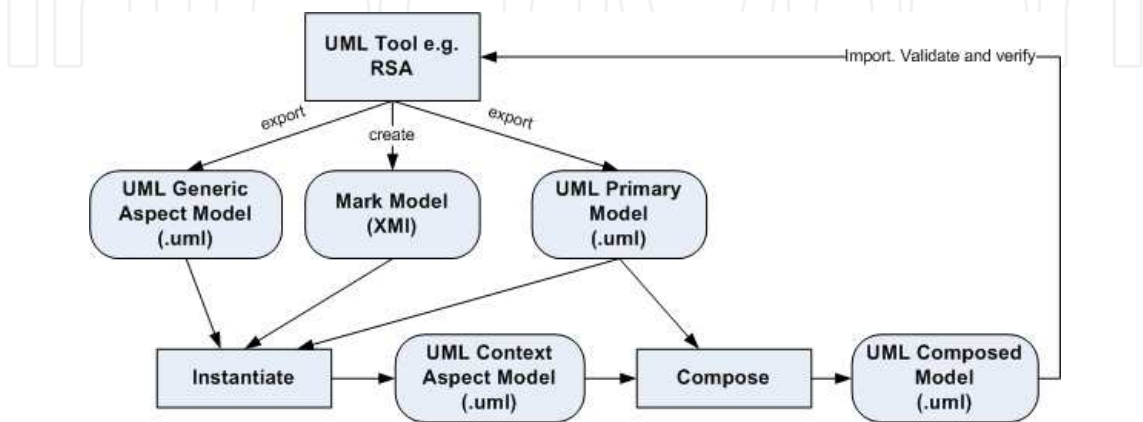 UML Tool e.g.
RSA
Import. Validate and verify
export
create
export
UML Generic
Aspect Model
(.uml)
Mark Model
(XMI)
UML Primary
Model
(.uml)
Instantiate
UML Context
Aspect Model
(.uml)
Compose
UML Composed
Model
(.uml)